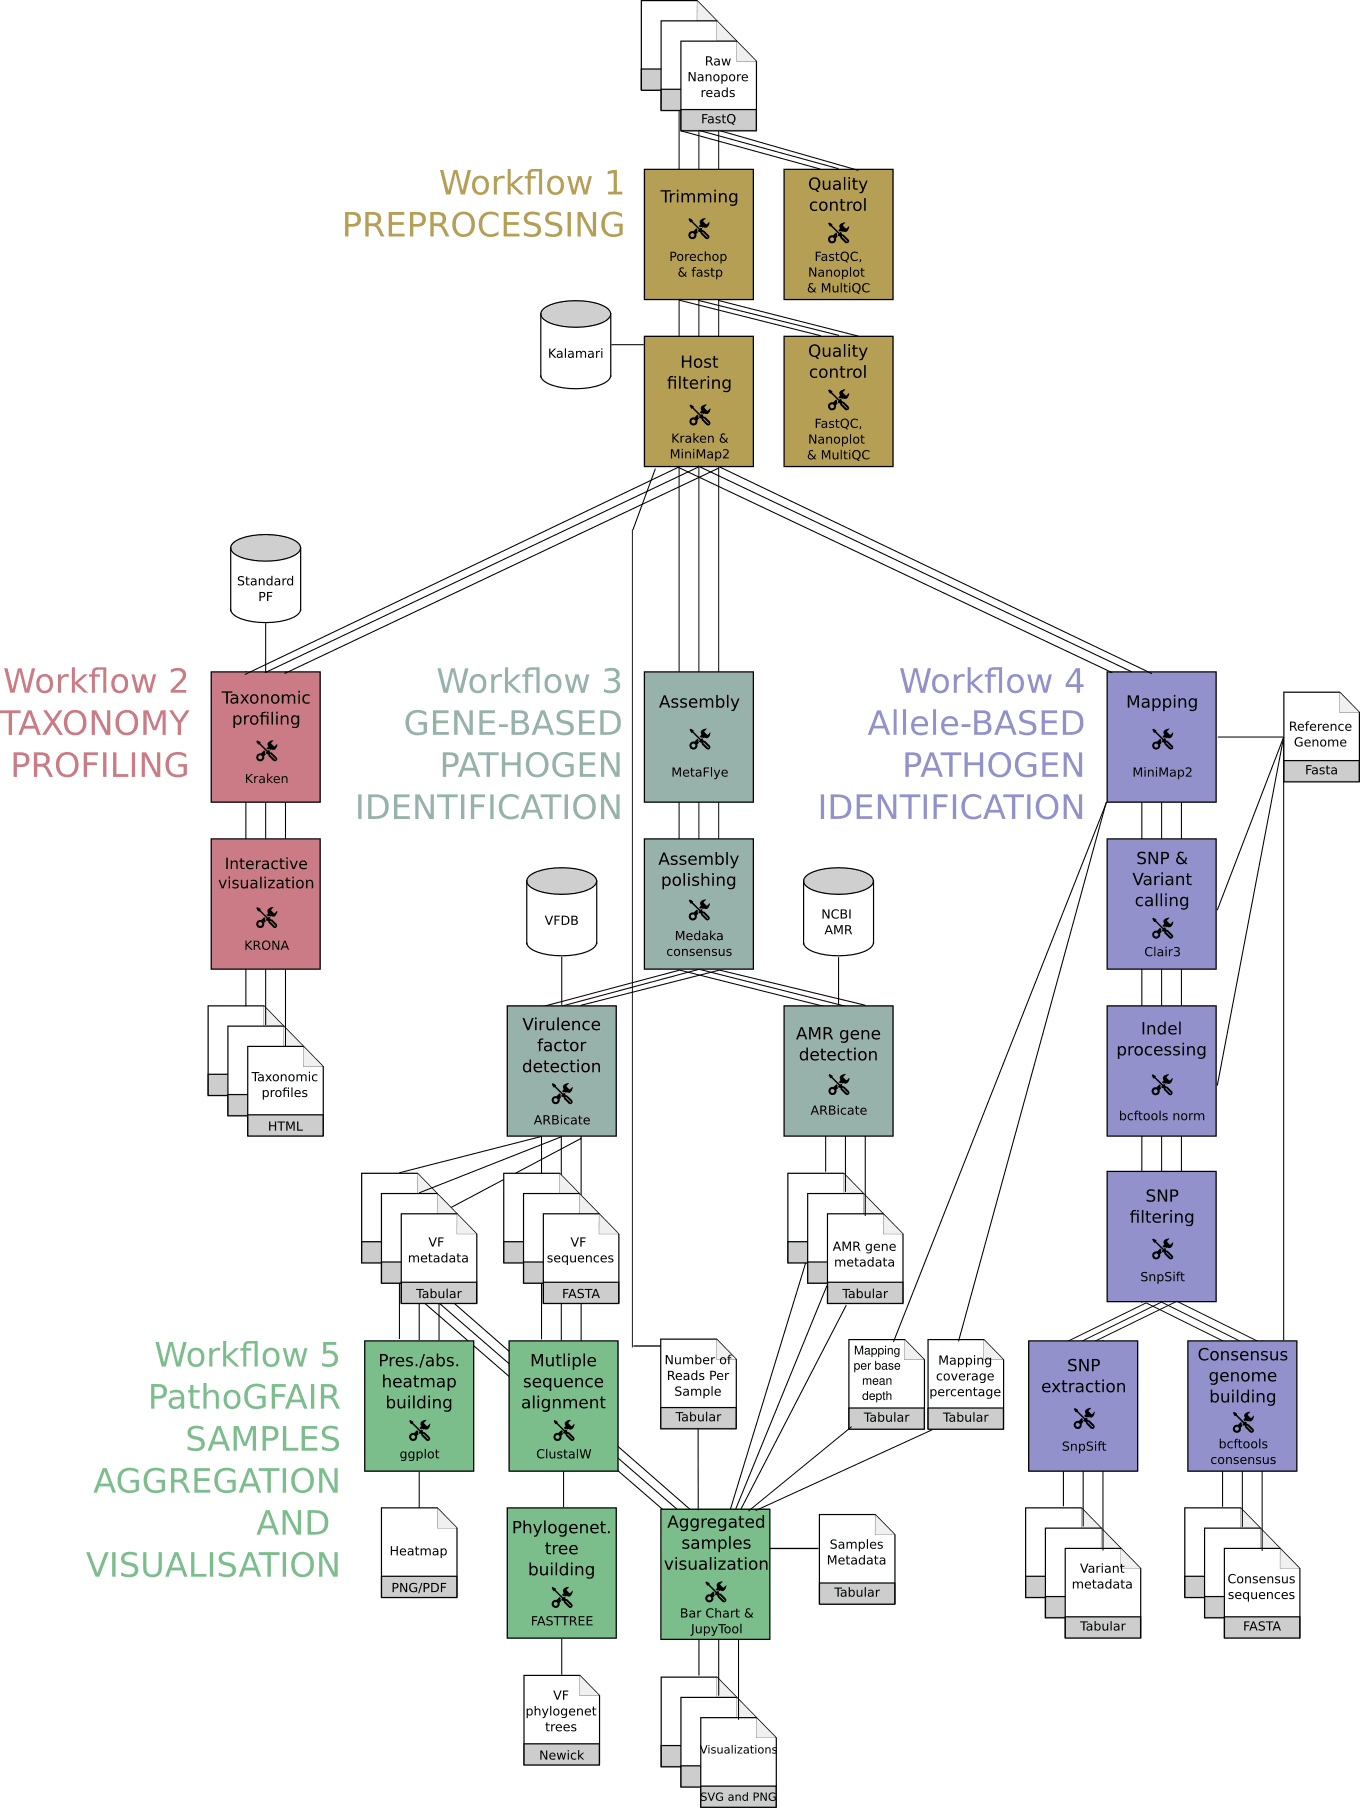 Raw
Nanopore
reads
FastQ
Workflow 1
PREPROCESSING
Trimming
Porechop
& fastp
Quality
control
FastQC,
Nanoplot
& MultiQC
Kalamari
Host
filtering
Kraken &
MiniMap2
Quality
control
FastQC,
Nanoplot
& MultiQC
Standard
PF
Workflow 2
TAXONOMY
PROFILING
Taxonomic
profiling
Kraken
Interactive
visualization
KRONA
Taxonomic
profiles
HTML
Workflow 3
GENE-BASED
PATHOGEN
IDENTIFICATION
Assembly
MetaFlye
Assembly
polishing
Medaka
consensus
VFDB
NCBI
AMR
Virulence
factor
detection
ARBicate
AMR gene
detection
ARBicate
VF
metadata
Tabular
VF
sequences
FASTA
AMR gene
metadata
Tabular
Workflow 4
Allele-BASED
PATHOGEN
IDENTIFICATION
Mapping
MiniMap2
Reference
Genome
Fasta
SNP &
Variant
calling
Clair3
Indel
processing
bcftools norm
SNP
filtering
SnpSift
SNP
extraction
SnpSift
Consensus
genome
building
bcftools
consensus
Variant
metadata
Tabular
Consensus
sequences
FASTA
Workflow 5
PathoGFAIR
SAMPLES
AGGREGATION
AND
VISUALISATION
Pres./abs.
heatmap
building
ggplot
Mutliple
sequence
alignment
ClustalW
Number of
Reads Per
Sample
Tabular
Mapping
per base
mean
depth
Tabular
Mapping
coverage
percentage
Tabular
Heatmap
PNG/PDF
Phylogenet.
tree
building
FASTTREE
Aggregated
samples
visualization
Bar Chart &
JupyTool
Samples
Metadata
Tabular
VF
phylogenet
trees
Newick
Visualizations
SVG and PNG